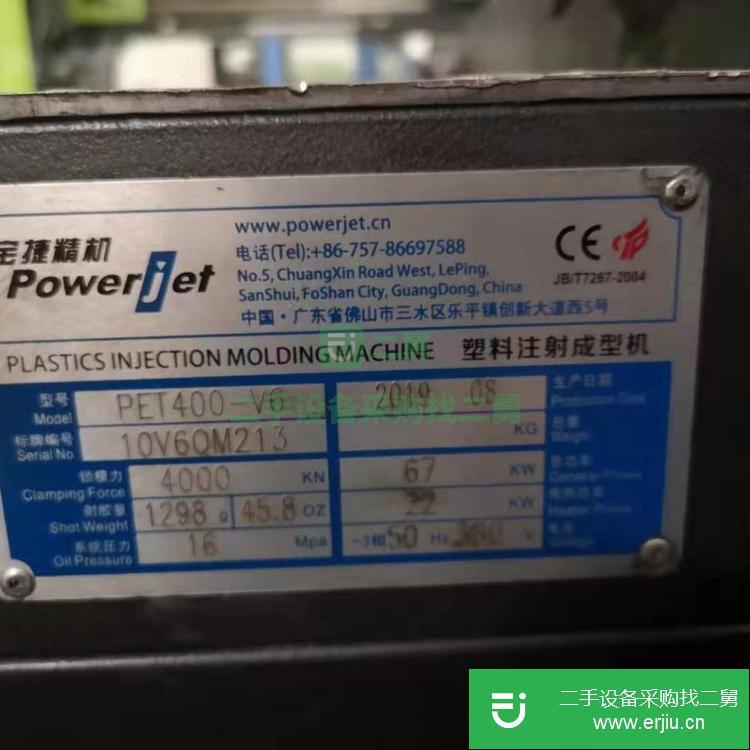 宝捷精机
Powerjet
www.powerjet.cn
电话(Tel):+86-757-86697588
No.5, ChuangXin Road West, LePing,
SanShui, FoShan City, GuangDong, China
中国·广东省佛山市三水区乐平镇创新大道西5号
CE
JB/T7267-2004
PLASTICS INJECTION MOLDING MACHINE 塑料注射成型机
型号 Model PET400 V6 2019 08 生产日期 Production Date
标牌编号 Serial No 10V6QM213 KG 总重 Weight
锁模力 Clamping Force 4000 KN 67 KW 总功率 General Power
射胶量 Shot Weight 1298 g 45.8 OZ 22 KW 电热功率 Heater Power
系统压力 Oil Pressure 16 Mpa ~3相 50 Hz 380 V 电压
二手设备采购找二舅
二手设备采购找二舅
www.erjiu.cn